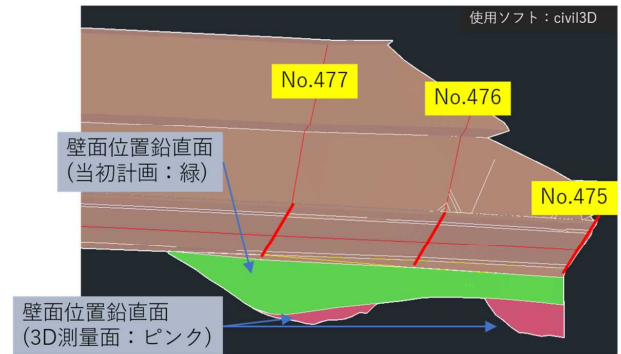 使用ソフト：civil3D
No.477
No.476
No.475
壁面位置鉛直面
(当初計画：緑)
壁面位置鉛直面
(3D測量面：ピンク)